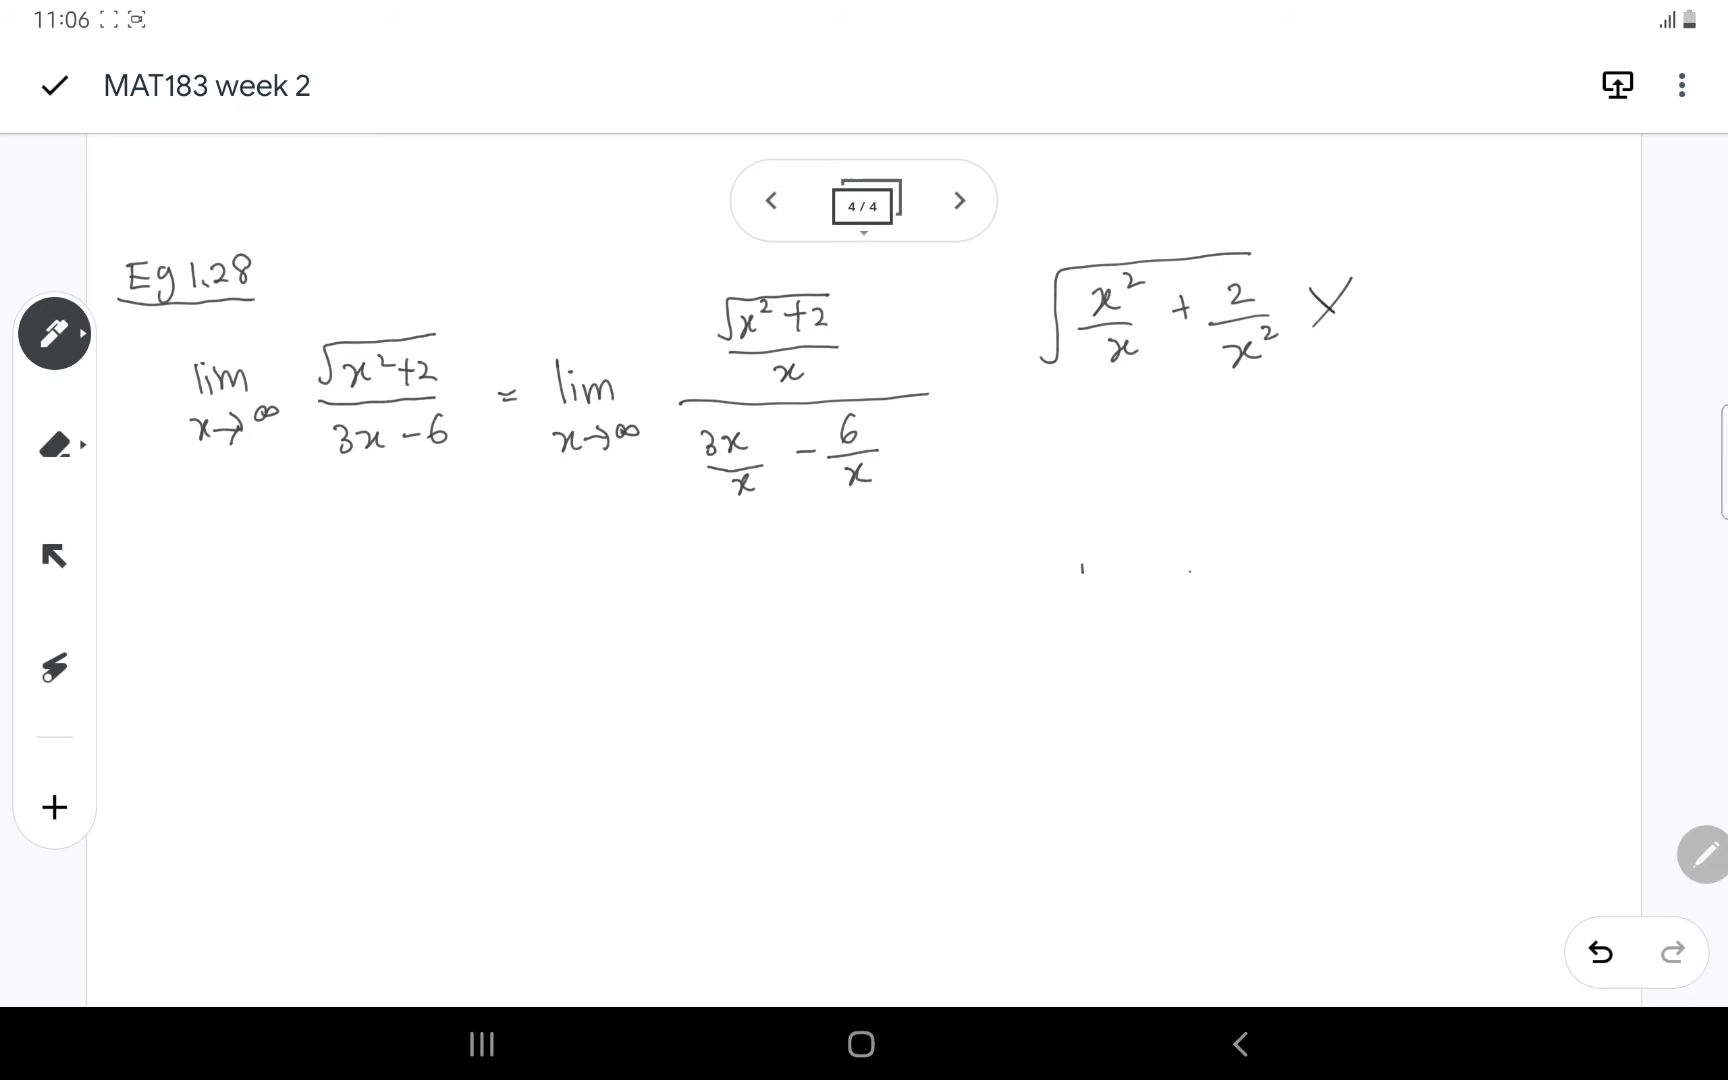 11:06
MAT183 week 2
4 / 4
Eg 1.28
lim x→∞ √(x²+2) / (3x - 6) = lim x→∞ (√(x²+2) / x) / (3x/x - 6/x)
√(x²/x + 2/x²) ×